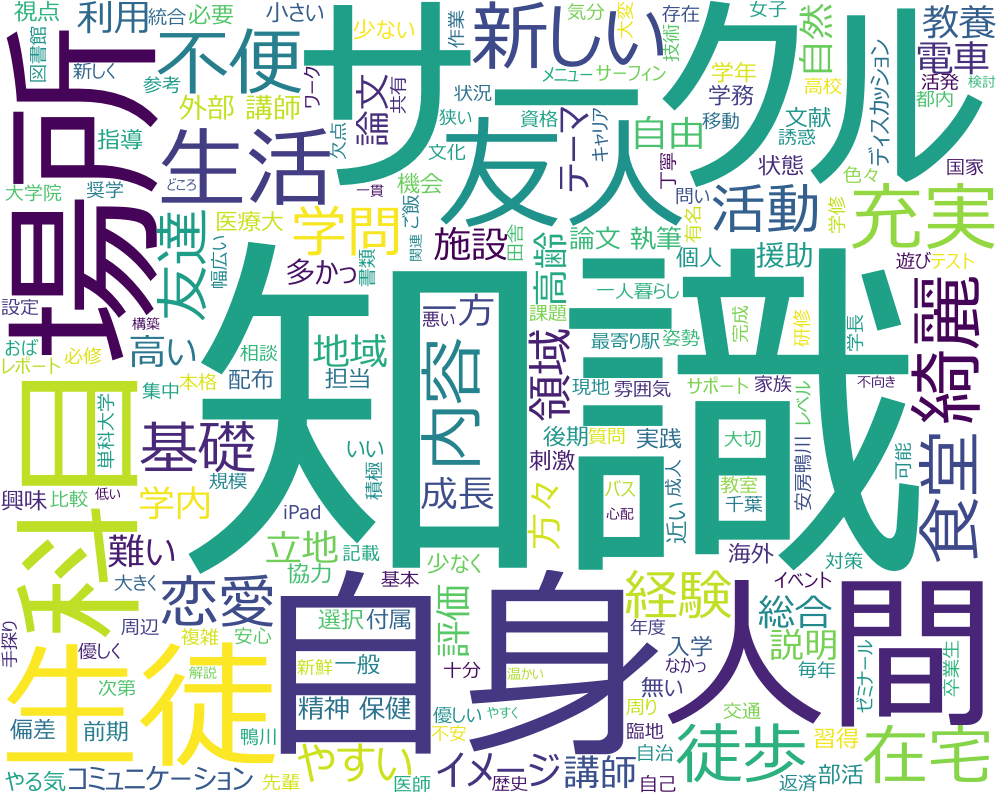 視点
統合
必要
利用
図書館
新しく
参考
不便
小さい
少ない
作業
気分
大変
存在
技術
女子
自然
教養
電車
新しい
サークル
場所
外部 講師
ワーク
論文
共有
メニュー
サーフィン
学年
学務
高校
活発
都内
検討
指導
生活
欠点
状況
狭い
資格
テーマ
キャリア
自由
移動
文献
誘惑
ディスカッション
大学院
奨学
どころ
一貫
文化
友人
丁寧
問い
状態
色々
国家
機会
ご飯
医療大
学問
友達
幅広い
関連
書類
施設
田舎
論文 執筆
高齢
有名
個人
活動
援助
学修
充実
遊び
テスト
設定
構築
多かっ
一人暮らし
おば
必修
レポート
高い
相談
地域
悪い
一方
課題
最寄り駅
姿勢
完成
研修
学長
綺麗
本格
集中
配布
担当
内容
領域
現地
雰囲気
サポート
家族
レベル
不向き
科目
単科大学
基礎
知識
いい
後期
質問
実践
大切
興味
比較
低い
規模
積極
刺激
成長
方々
バス
心配
近い
成人
教室
千葉
安房鴨川
可能
食堂
学内
iPad
難い
立地
記載
少なく
海外
対策
大きく
協力
基本
恋愛
経験
イベント
手探り
周辺
優しく
複雑
安心
自身
選択
付属
評価
年度
入学
総合
説明
人間
生徒
解説
新鮮
一般
十分
温かい
なかっ
毎年
ゼミナール
卒業生
次第
偏差
前期
鴨川
精神 保健
優しい
やすく
不安
無い
周り
臨地
交通
徒歩
習得
在宅
やる気
コミュニケーション
先輩
やすい
医師
イメージ
歴史
講師
自治
自己
返済
部活